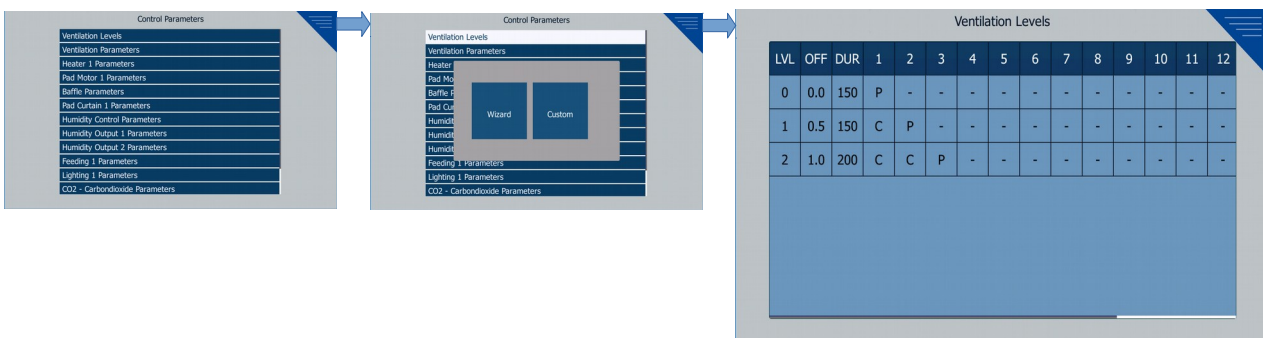 Control Parameters
Ventilation Levels
Ventilation Parameters
Heater 1 Parameters
Pad Motor 1 Parameters
Baffle Parameters
Pad Curtain 1 Parameters
Humidity Control Parameters
Humidity Output 1 Parameters
Humidity Output 2 Parameters
Feeding 1 Parameters
Lighting 1 Parameters
CO2 - Carbondioxide Parameters
Control Parameters
Ventilation Levels
Ventilation Parameters
Heater
Pad Mo
Baffle P
Pad Cur
Humidit
Humidit
Humidit
Wizard Custom
Feeding 1 Parameters
Lighting 1 Parameters
CO2 - Carbondioxide Parameters
Ventilation Levels
LVL OFF DUR 1 2 3 4 5 6 7 8 9 10 11 12
0 0.0 150 P - - - - - - - - - - -
1 0.5 150 C P - - - - - - - - - -
2 1.0 200 C C P - - - - - - - - -